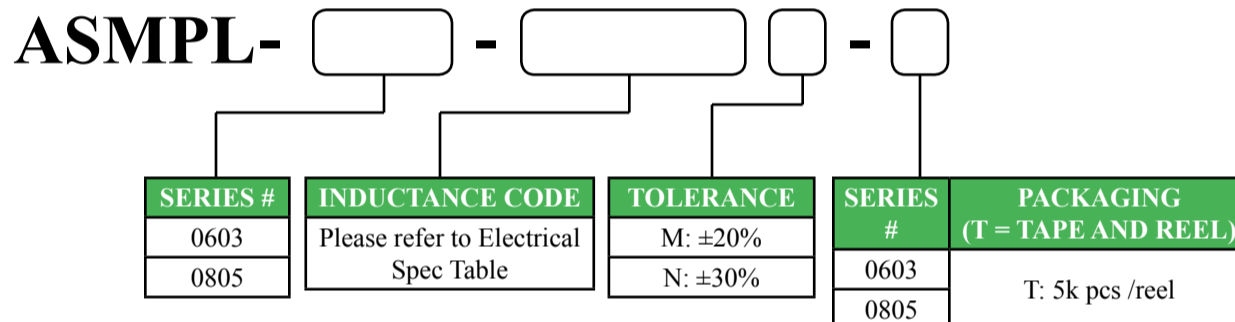 ASMPL- - -
SERIES #
0603
0805
INDUCTANCE CODE
Please refer to Electrical
Spec Table
TOLERANCE
M: ±20%
N: ±30%
SERIES
#
0603
0805
PACKAGING
(T = TAPE AND REEL)
T: 5k pcs /reel